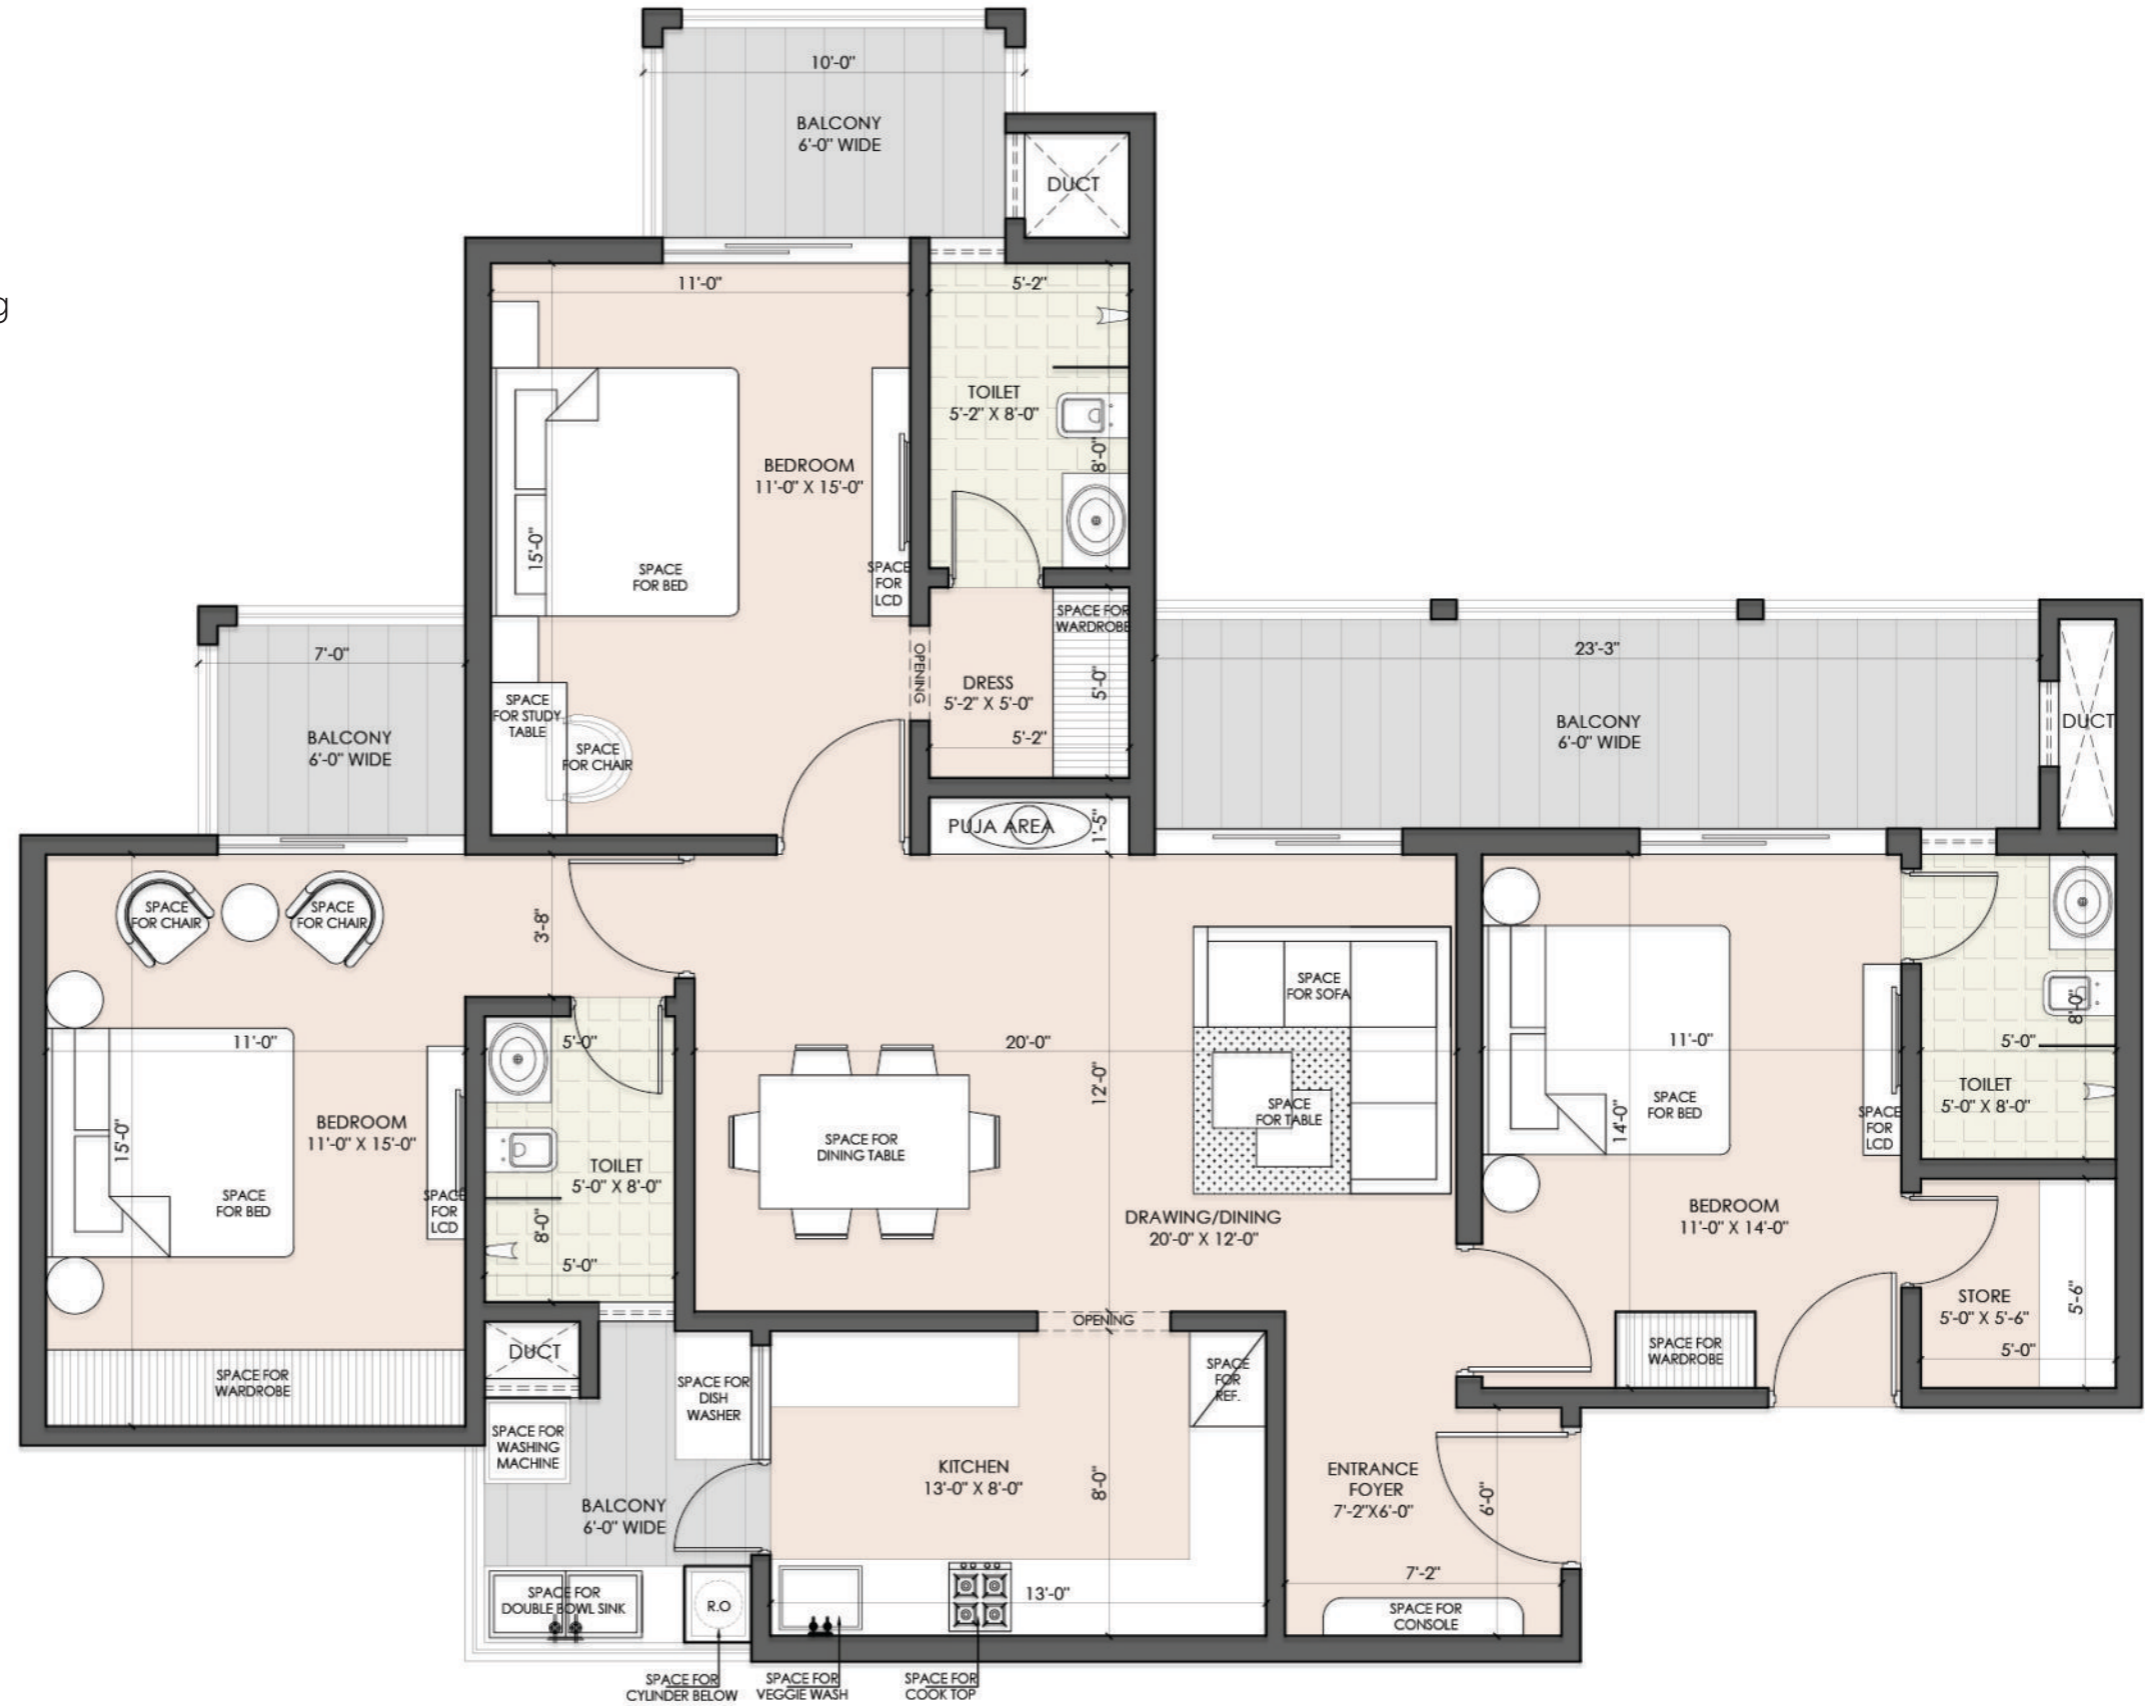 10'-0"
BALCONY
6'-0" WIDE
DUCT
g
11'-0"
5'-2"
TOILET
5'-2" X 8'-0"
8'-0"
BEDROOM
11'-0" X 15'-0"
15'-0"
SPACE
FOR BED
SPACE
FOR
LCD
SPACE FOR
WARDROBE
OPENING
DRESS
5'-2" X 5'-0"
5'-0"
5'-2"
SPACE
FOR STUDY
TABLE
SPACE
FOR CHAIR
7'-0"
BALCONY
6'-0" WIDE
23'-3"
BALCONY
6'-0" WIDE
DUCT
PUJA AREA
1'-5"
SPACE
FOR CHAIR
SPACE
FOR CHAIR
3'-8"
11'-0"
BEDROOM
11'-0" X 15'-0"
15'-0"
SPACE
FOR BED
SPACE
FOR
LCD
SPACE FOR
WARDROBE
5'-0"
TOILET
5'-0" X 8'-0"
8'-0"
5'-0"
DUCT
20'-0"
12'-0"
SPACE
FOR SOFA
SPACE
FOR TABLE
SPACE FOR
DINING TABLE
DRAWING/DINING
20'-0" X 12'-0"
11'-0"
SPACE
FOR BED
14'-0"
SPACE
FOR
LCD
BEDROOM
11'-0" X 14'-0"
8'-0"
5'-0"
TOILET
5'-0" X 8'-0"
STORE
5'-0" X 5'-6"
5'-6"
5'-0"
SPACE FOR
WARDROBE
OPENING
SPACE
FOR
REF.
SPACE FOR
DISH
WASHER
SPACE FOR
WASHING
MACHINE
BALCONY
6'-0" WIDE
KITCHEN
13'-0" X 8'-0"
8'-0"
13'-0"
ENTRANCE
FOYER
7'-2"X6'-0"
6'-0"
7'-2"
SPACE FOR
CONSOLE
SPACE FOR
DOUBLE BOWL SINK
R.O
SPACE FOR
CYLINDER BELOW
SPACE FOR
VEGGIE WASH
SPACE FOR
COOK TOP